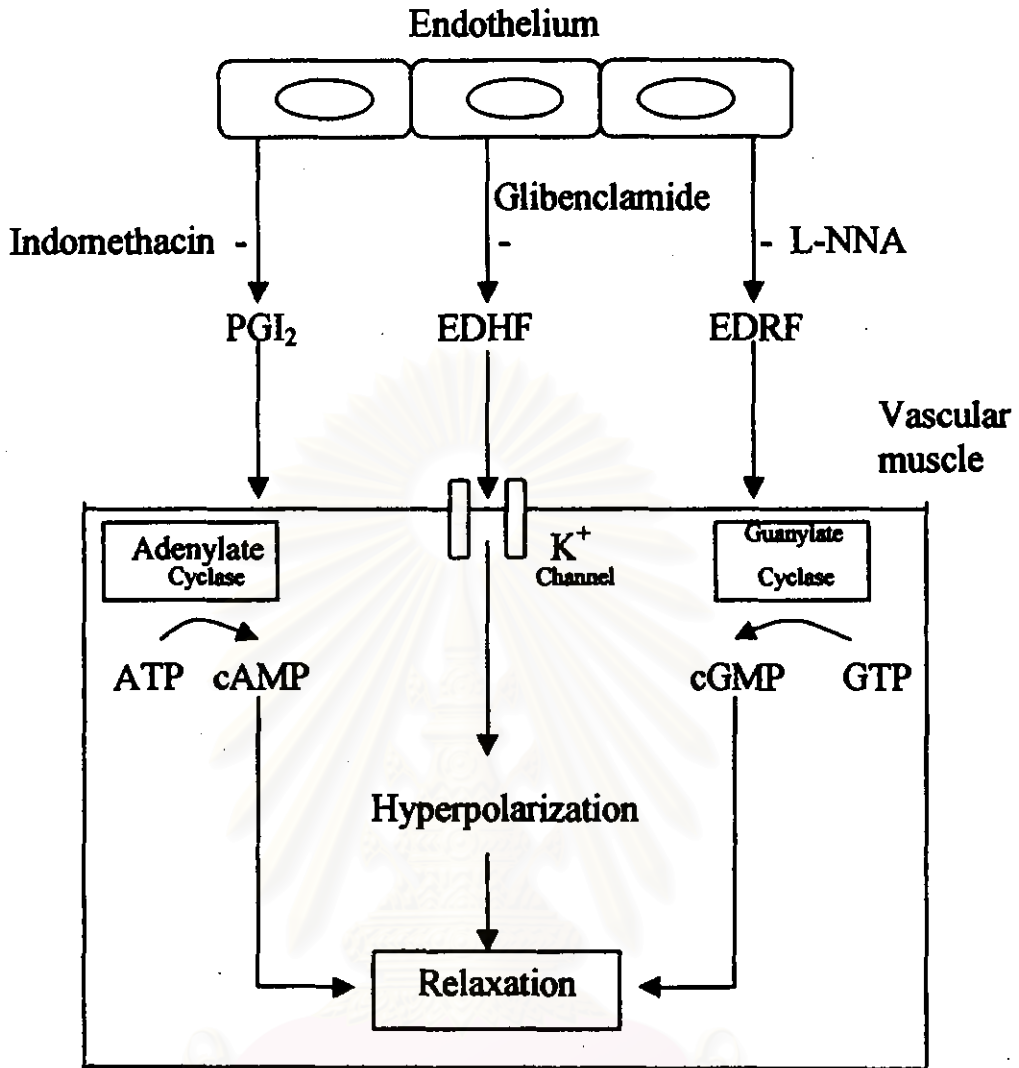 Endothelium
Glibenclamide
Indomethacin -
-
- L-NNA
PGI₂
EDHF
EDRF
Vascular
muscle
Adenylate
Cyclase
K⁺
Channel
Guanylate
Cyclase
ATP cAMP
cGMP GTP
Hyperpolarization
Relaxation